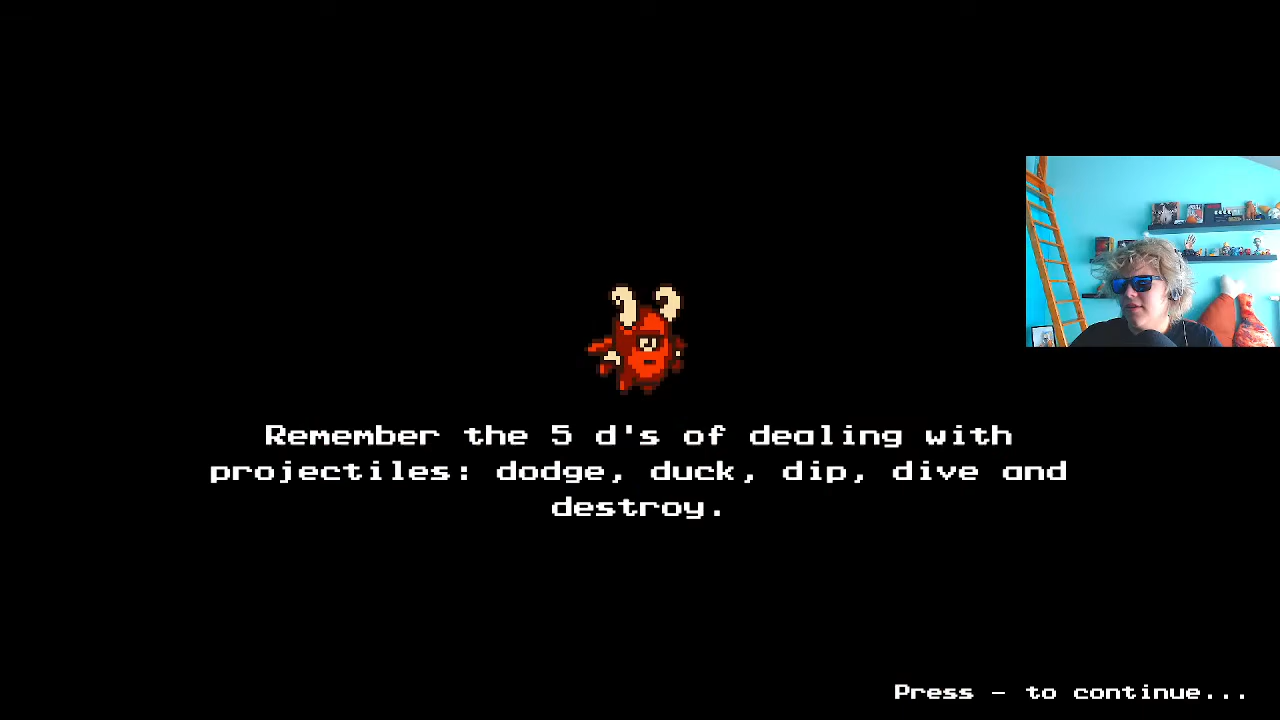 Remember the 5 d's of dealing with
projectiles: dodge, duck, dip, dive and
destroy.
Press - to continue...